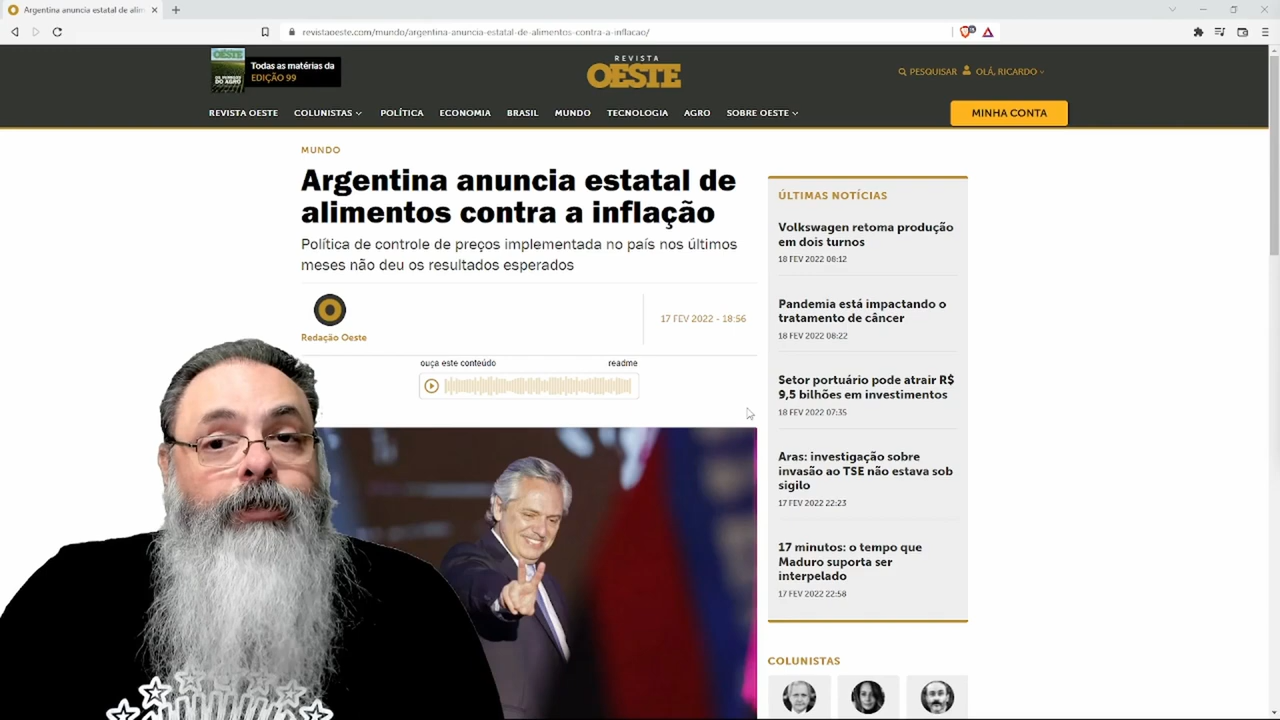 Argentina anuncia estatal de alim
revistaoeste.com/mundo/argentina-anuncia-estatal-de-alimentos-contra-a-inflacao/
OESTE
Todas as matérias da
EDIÇÃO 99
REVISTA
OESTE
PESQUISAR
OLÁ, RICARDO
REVISTA OESTE
COLUNISTAS
POLÍTICA
ECONOMIA
BRASIL
MUNDO
TECNOLOGIA
AGRO
SOBRE OESTE
MINHA CONTA
MUNDO
Argentina anuncia estatal de
alimentos contra a inflação
Política de controle de preços implementada no país nos últimos
meses não deu os resultados esperados
Redação Oeste
17 FEV 2022 - 18:56
ouça este conteúdo
readme
ÚLTIMAS NOTÍCIAS
Volkswagen retoma produção
em dois turnos
18 FEV 2022 08:12
Pandemia está impactando o
tratamento de câncer
18 FEV 2022 08:22
Setor portuário pode atrair R$
9,5 bilhões em investimentos
18 FEV 2022 07:35
Aras: investigação sobre
invasão ao TSE não estava sob
sigilo
17 FEV 2022 22:23
17 minutos: o tempo que
Maduro suporta ser
interpelado
17 FEV 2022 22:58
COLUNISTAS